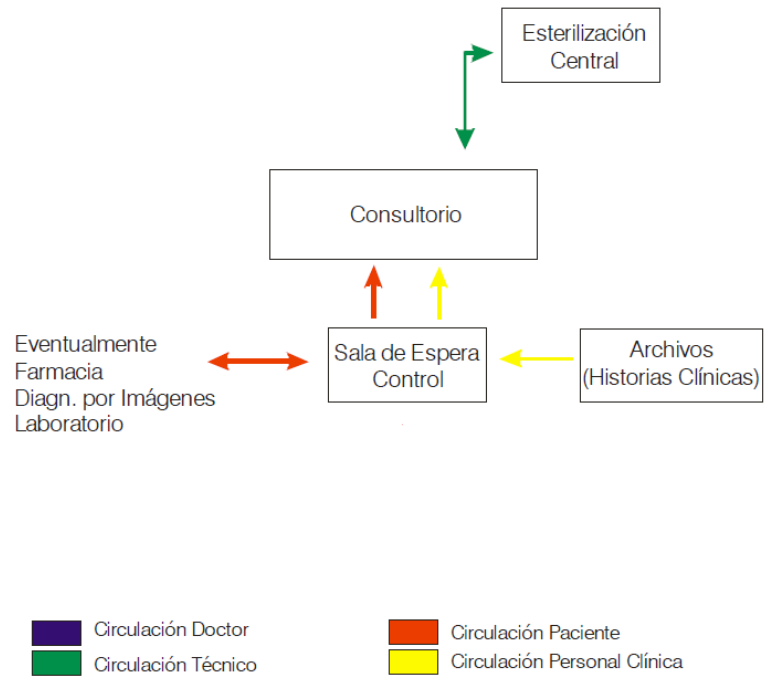 Esterilización
Central
Consultorio
Eventualmente
Farmacia
Diagn. por Imágenes
Laboratorio
Sala de Espera
Control
Archivos
(Historias Clínicas)
Circulación Doctor
Circulación Paciente
Circulación Técnico
Circulación Personal Clínica